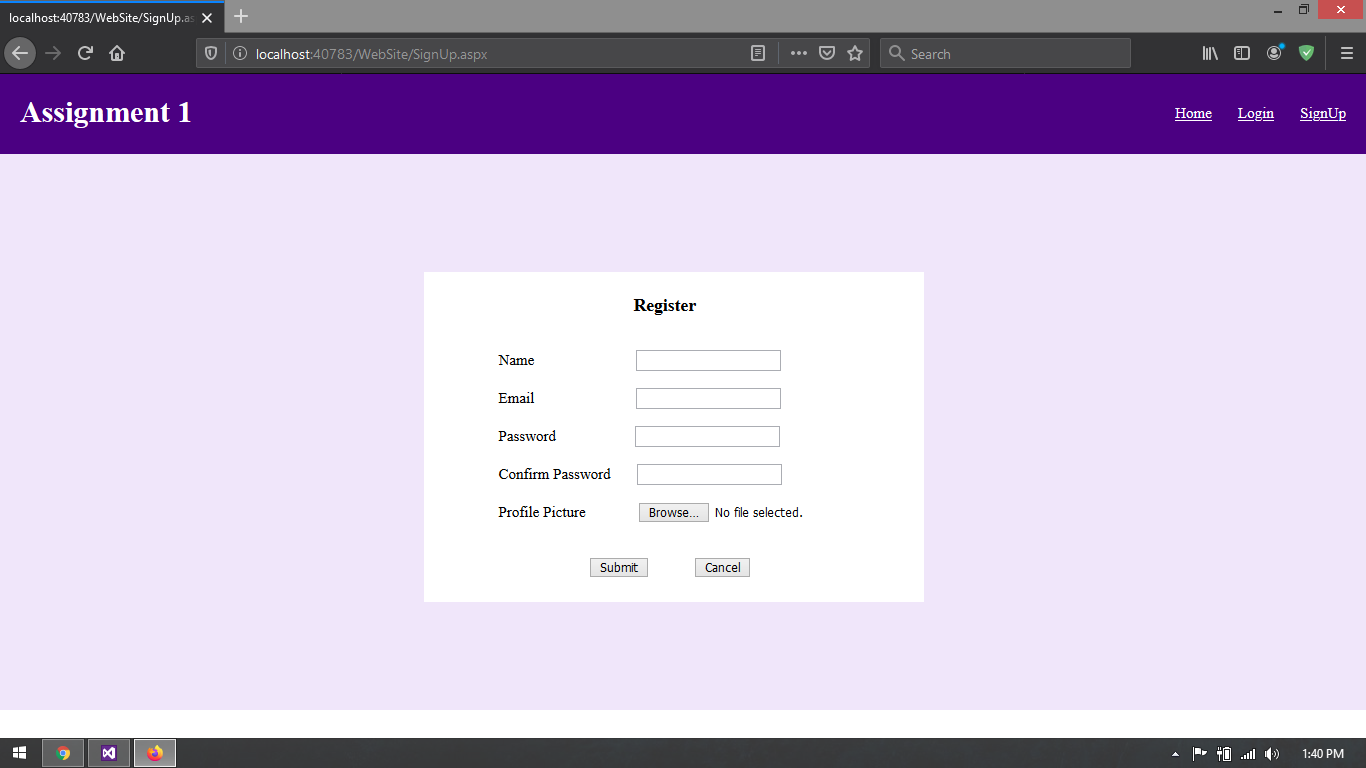 localhost:40783/WebSite/SignUp.as
localhost:40783/WebSite/SignUp.aspx
Search
Assignment 1
Home Login SignUp
Register
Name
Email
Password
Confirm Password
Profile Picture Browse... No file selected.
Submit Cancel
1:40 PM